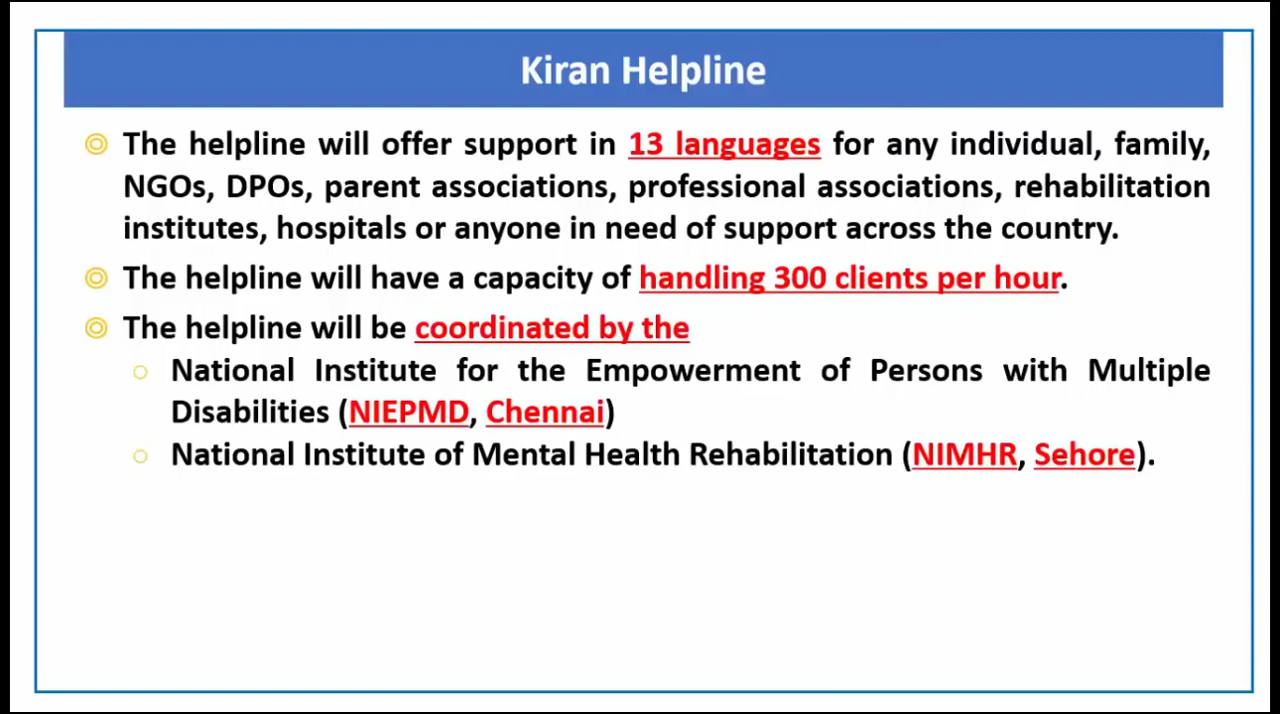 Kiran Helpline
The helpline will offer support in 13 languages for any individual, family,
NGOs, DPOs, parent associations, professional associations, rehabilitation
institutes, hospitals or anyone in need of support across the country.
The helpline will have a capacity of handling 300 clients per hour.
The helpline will be coordinated by the
National Institute for the Empowerment of Persons with Multiple
Disabilities (NIEPMD, Chennai)
National Institute of Mental Health Rehabilitation (NIMHR, Sehore).